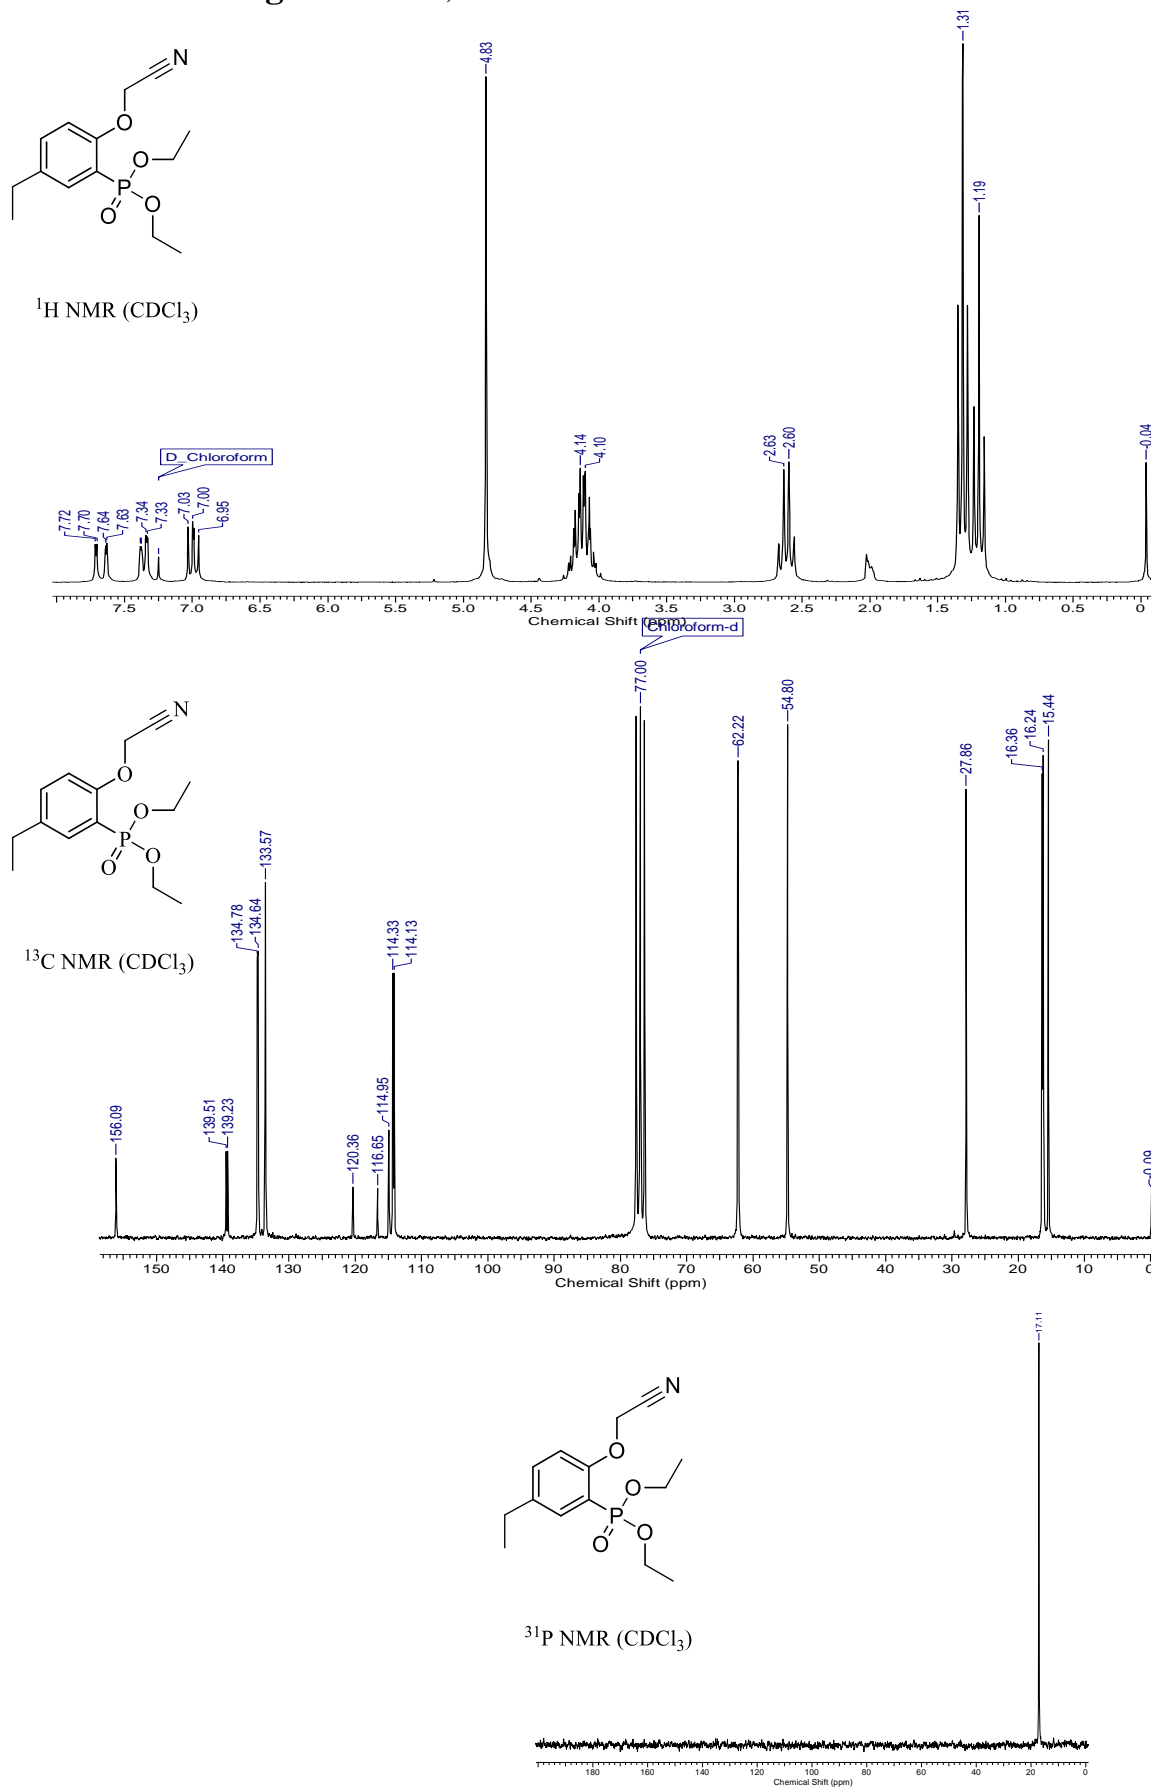 N
O
O
P
O
O
1H NMR (CDCl3)
D_Chloroform
7.72
7.70
7.64
7.63
7.34
7.33
7.03
7.00
6.95
4.83
4.14
4.10
2.63
2.60
1.31
1.19
-0.04
7.5 7.0 6.5 6.0 5.5 5.0 4.5 4.0 3.5 3.0 2.5 2.0 1.5 1.0 0.5 0
Chemical Shift (ppm)
Chloroform-d
N
O
O
P
O
O
13C NMR (CDCl3)
156.09
139.51
139.23
134.78
134.64
133.57
120.36
116.65
114.95
114.33
114.13
77.00
62.22
54.80
27.86
16.36
16.24
15.44
150 140 130 120 110 100 90 80 70 60 50 40 30 20 10 0
Chemical Shift (ppm)
17.11
N
O
O
P
O
O
31P NMR (CDCl3)
180 160 140 120 100 80 60 40 20 0
Chemical Shift (ppm)